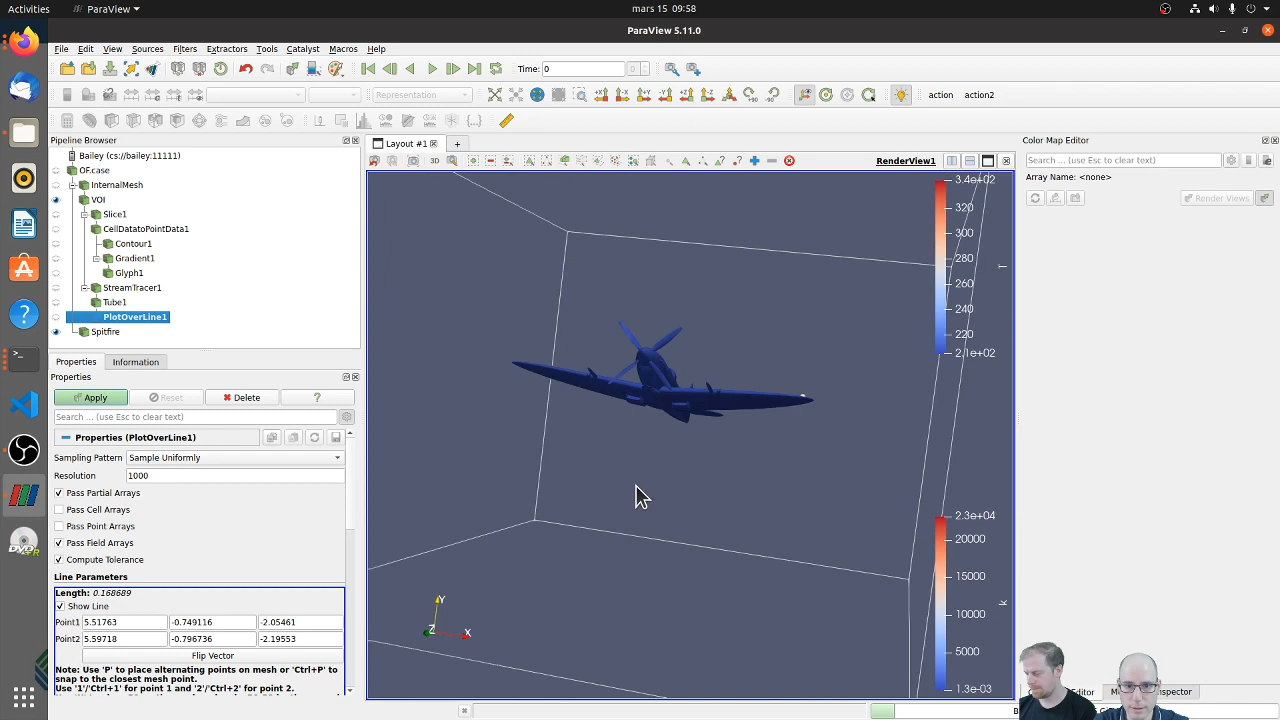 Activities
ParaView
mars 15 09:58
ParaView 5.11.0
File Edit View Sources Filters Extractors Tools Catalyst Macros Help
Time: 0 0
Representation
action action2
Pipeline Browser
Layout #1
Color Map Editor
Bailey (cs://bailey:11111)
OF.case
InternalMesh
VOI
Slice1
CellDatatoPointData1
Contour1
Gradient1
Glyph1
StreamTracer1
Tube1
PlotOverLine1
Spitfire
3D
RenderView1
Search ... (use Esc to clear text)
Array Name: <none>
Render Views
3.4e+02
320
300
280
260
240
220
2.1e+02
T
2.3e+04
20000
15000
10000
5000
1.3e-03
k
Y
Z
X
Properties Information
Properties
Apply Reset Delete ?
Search ... (use Esc to clear text)
Properties (PlotOverLine1)
Sampling Pattern Sample Uniformly
Resolution 1000
Pass Partial Arrays
Pass Cell Arrays
Pass Point Arrays
Pass Field Arrays
Compute Tolerance
Line Parameters
Length: 0.168689
Show Line
Point1 5.51763 -0.749116 -2.05461
Point2 5.59718 -0.796736 -2.19553
Flip Vector
Note: Use 'P' to place alternating points on mesh or 'Ctrl+P' to
snap to the closest mesh point.
Use '1'/'Ctrl+1' for point 1 and '2'/'Ctrl+2' for point 2.